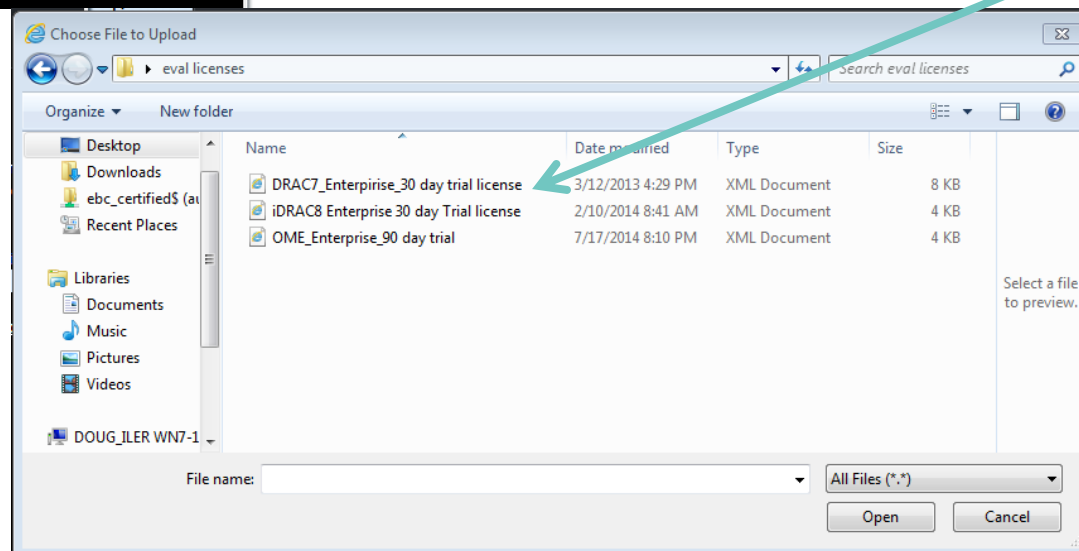 Choose File to Upload
eval licenses
Search eval licenses
Organize New folder
Name Date modified Type Size
Desktop
Downloads
ebc_certified$ (au
Recent Places
Libraries
Documents
Music
Pictures
Videos
DOUG_ILER WN7-1
DRAC7_Enterpirise_30 day trial license 3/12/2013 4:29 PM XML Document 8 KB
iDRAC8 Enterprise 30 day Trial license 2/10/2014 8:41 AM XML Document 4 KB
OME_Enterprise_90 day trial 7/17/2014 8:10 PM XML Document 4 KB
Select a file
to preview.
File name:
All Files (*.*)
Open Cancel